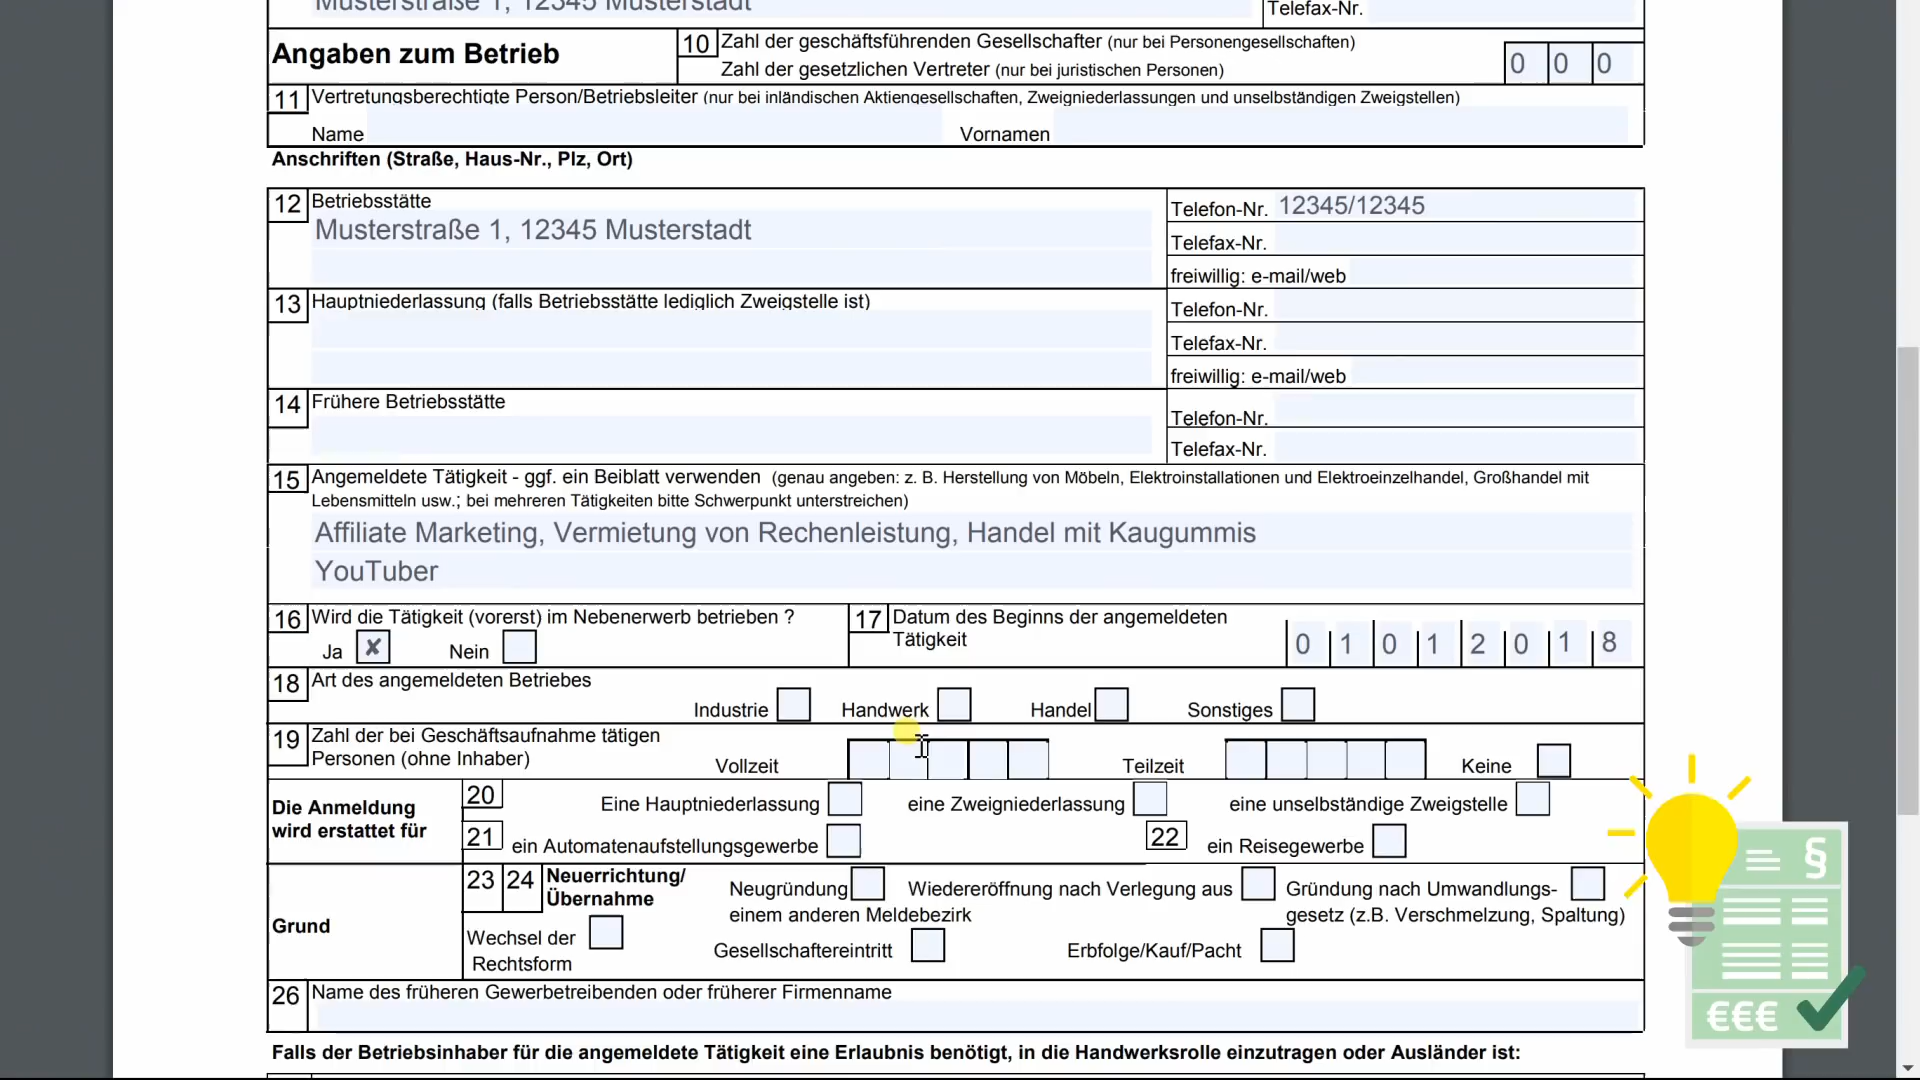 Musterstraße 1, 12345 Musterstadt
Telefax-Nr.
Angaben zum Betrieb
10 Zahl der geschäftsführenden Gesellschafter (nur bei Personengesellschaften)
Zahl der gesetzlichen Vertreter (nur bei juristischen Personen)
0 0 0
11 Vertretungsberechtigte Person/Betriebsleiter (nur bei inländischen Aktiengesellschaften, Zweigniederlassungen und unselbständigen Zweigstellen)
Name Vornamen
Anschriften (Straße, Haus-Nr., Plz, Ort)
12 Betriebsstätte
Musterstraße 1, 12345 Musterstadt
Telefon-Nr. 12345/12345
Telefax-Nr.
freiwillig: e-mail/web
13 Hauptniederlassung (falls Betriebsstätte lediglich Zweigstelle ist)
Telefon-Nr.
Telefax-Nr.
freiwillig: e-mail/web
14 Frühere Betriebsstätte
Telefon-Nr.
Telefax-Nr.
15 Angemeldete Tätigkeit - ggf. ein Beiblatt verwenden (genau angeben: z. B. Herstellung von Möbeln, Elektroinstallationen und Elektroeinzelhandel, Großhandel mit
Lebensmitteln usw.; bei mehreren Tätigkeiten bitte Schwerpunkt unterstreichen)
Affiliate Marketing, Vermietung von Rechenleistung, Handel mit Kaugummis
YouTuber
16 Wird die Tätigkeit (vorerst) im Nebenerwerb betrieben ?
Ja ✘ Nein
17 Datum des Beginns der angemeldeten
Tätigkeit
0 1 0 1 2 0 1 8
18 Art des angemeldeten Betriebes
Industrie Handwerk Handel Sonstiges
19 Zahl der bei Geschäftsaufnahme tätigen
Personen (ohne Inhaber)
Vollzeit Teilzeit Keine
Die Anmeldung
wird erstattet für
20 Eine Hauptniederlassung eine Zweigniederlassung eine unselbständige Zweigstelle
21 ein Automatenaufstellungsgewerbe 22 ein Reisegewerbe
Grund
23 24 Neuerrichtung/
Übernahme
Neugründung Wiedereröffnung nach Verlegung aus
einem anderen Meldebezirk
Gründung nach Umwandlungs-
gesetz (z.B. Verschmelzung, Spaltung)
Wechsel der
Rechtsform
Gesellschaftereintritt Erbfolge/Kauf/Pacht
26 Name des früheren Gewerbetreibenden oder früherer Firmenname
Falls der Betriebsinhaber für die angemeldete Tätigkeit eine Erlaubnis benötigt, in die Handwerksrolle einzutragen oder Ausländer ist:
§
€€€